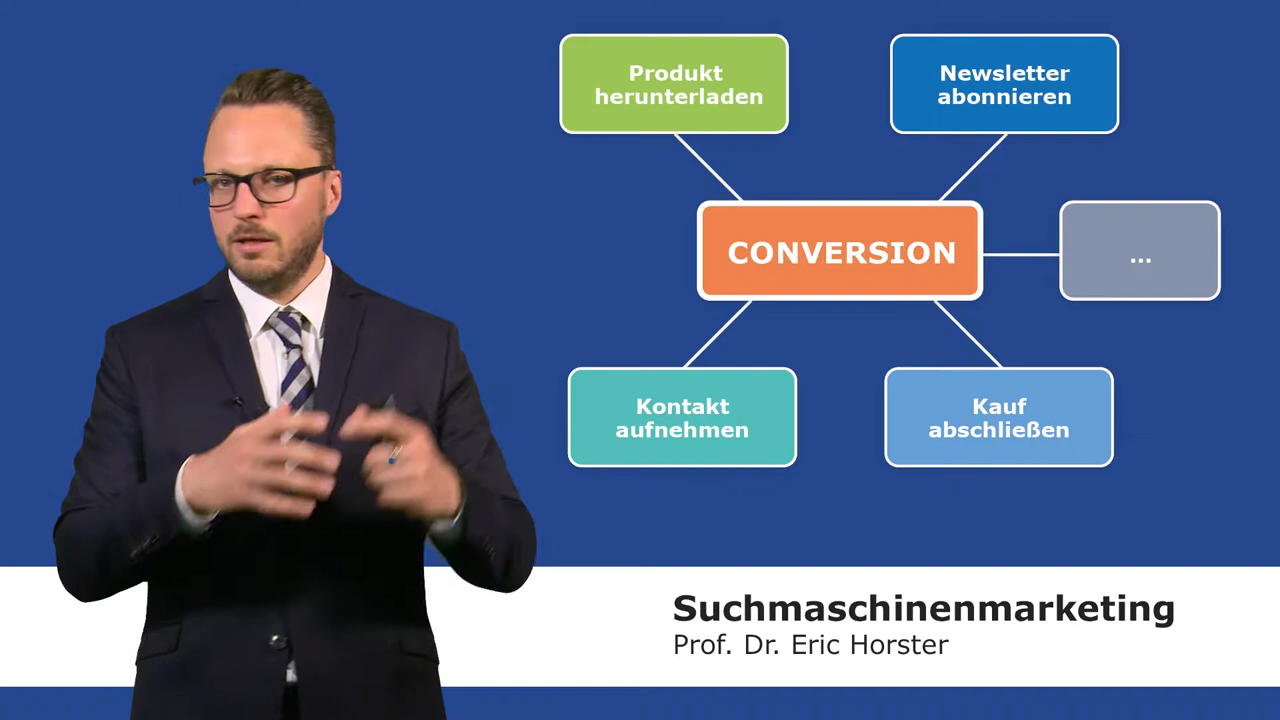 Produkt
herunterladen
Newsletter
abonnieren
CONVERSION
...
Kontakt
aufnehmen
Kauf
abschließen
Suchmaschinenmarketing
Prof. Dr. Eric Horster